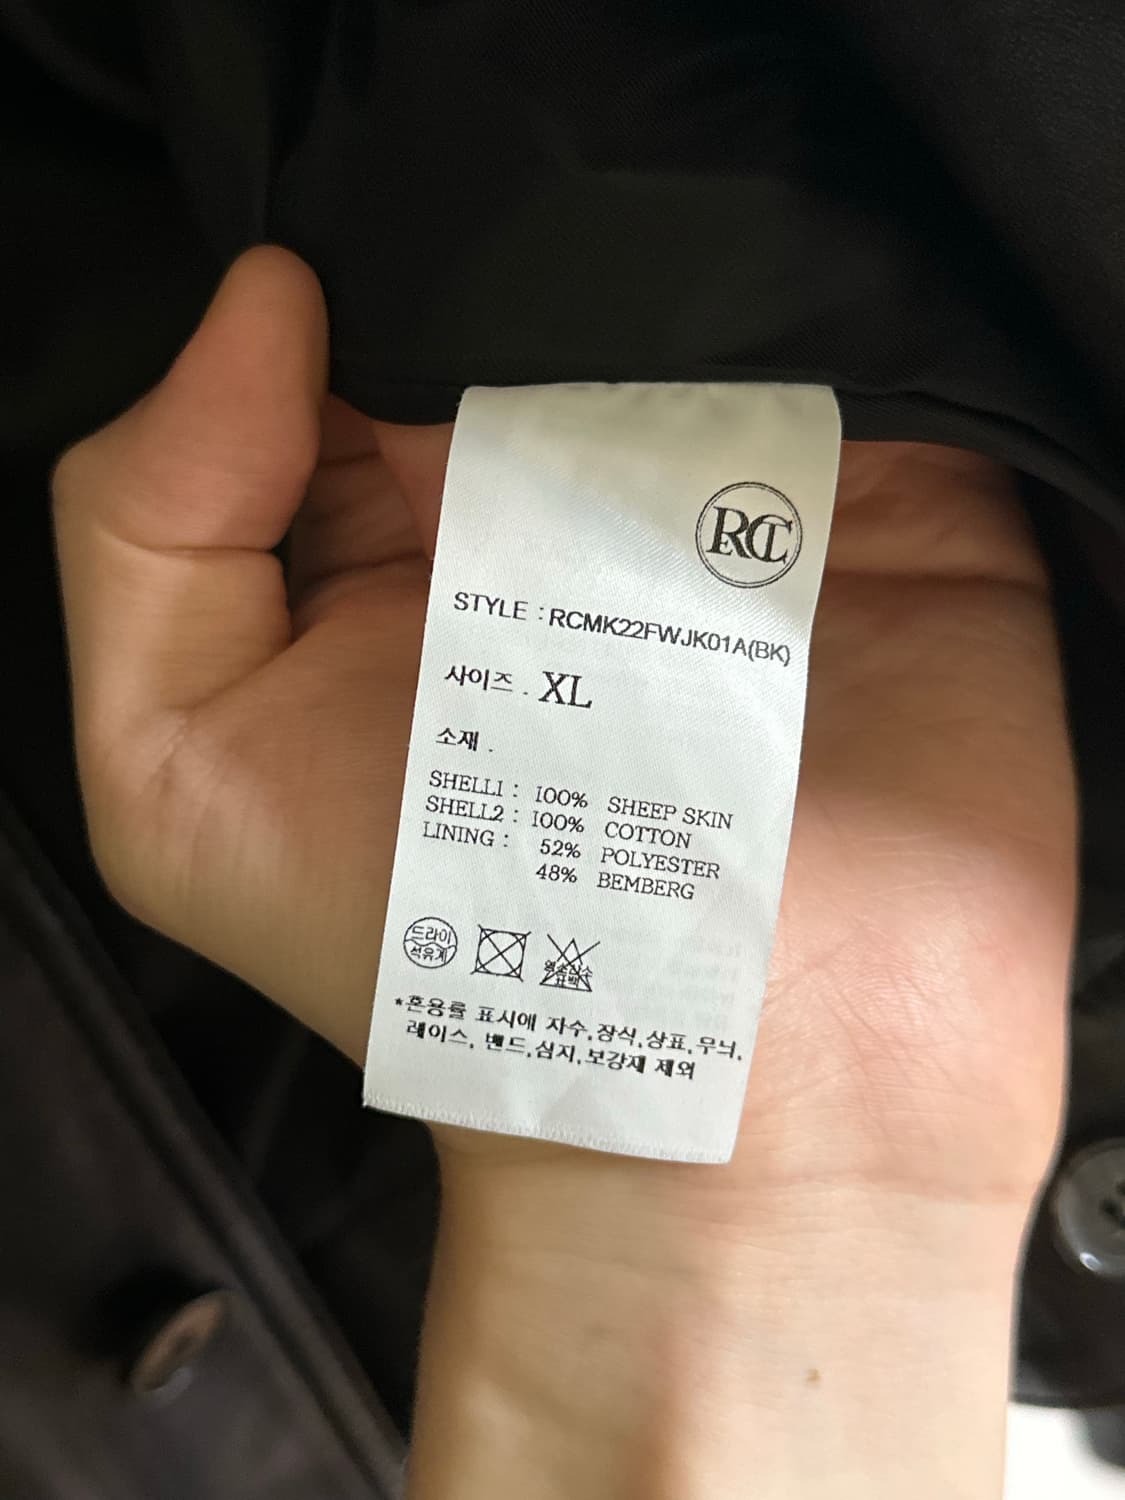 RCT
STYLE : RCMK22FWJK01A(BK)
사이즈 . XL
소재 .
SHELL1 : 100% SHEEP SKIN
SHELL2 : 100% COTTON
LINING : 52% POLYESTER
48% BEMBERG
드라이
석유계
염소산소
표백
*혼용률 표시에 자수,장식,상표,무늬,
레이스, 밴드,심지,보강재 제외